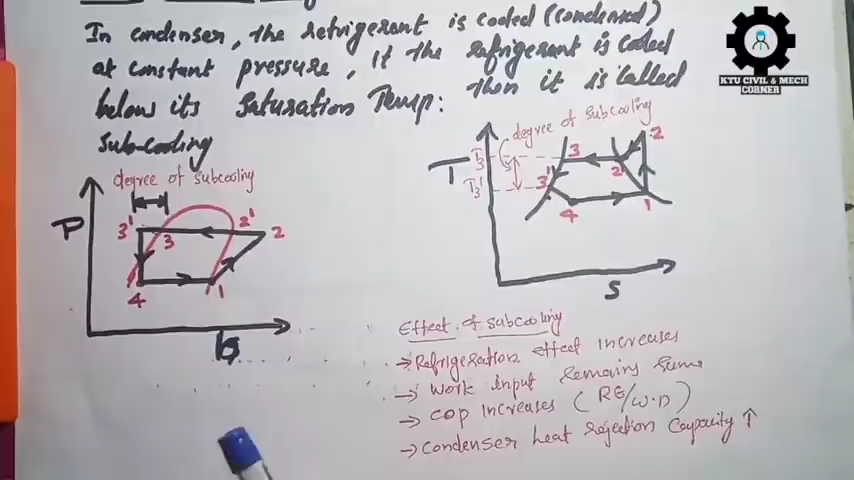 In condenser, the refrigerant is cooled (condensed)
at constant pressure, If the refrigerant is cooled
below its Saturation Temp: then it is called
Sub-cooling
KTU CIVIL & MECH
CORNER
degree of subcooling
P
3'
3
2'
2
4
1
degree of subcooling
T
T3
T3'
3
2
2'
3'
4
1
S
Effect of subcooling
→ Refrigeration effect increases
→ Work input remains same
→ COP increases (RE/W.D)
→ Condenser heat rejection Capacity ↑